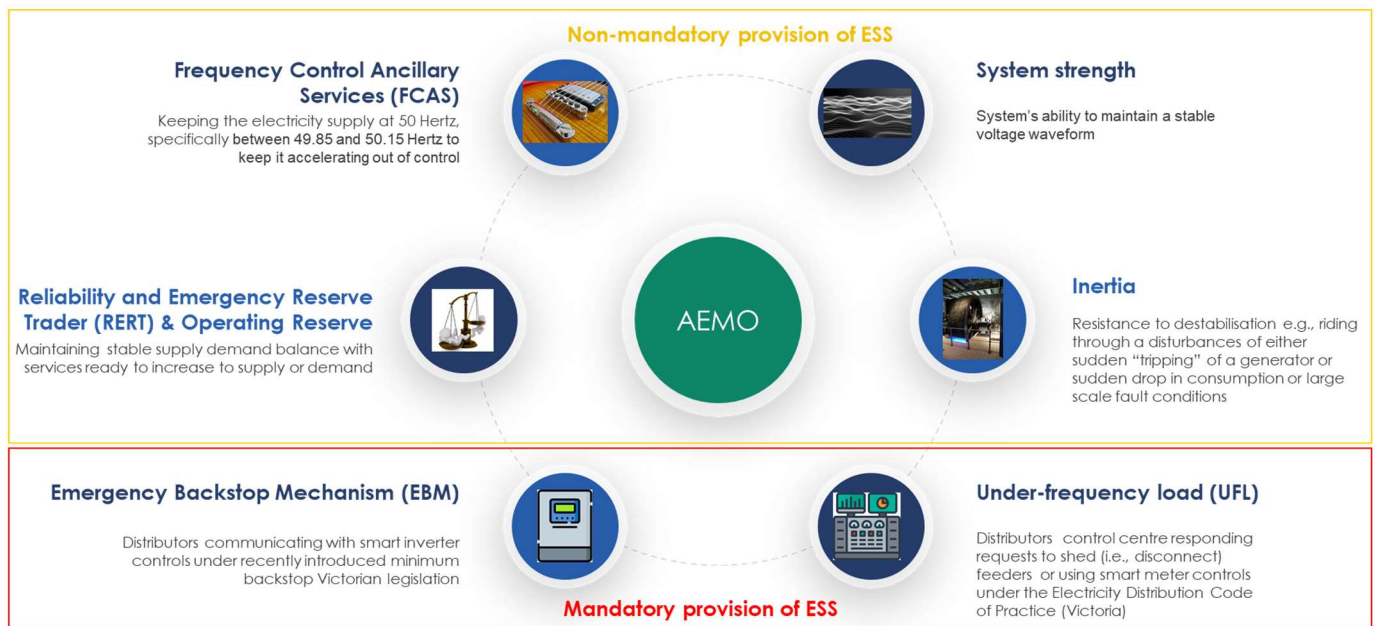 Non-mandatory provision of ESS
Frequency Control Ancillary
Services (FCAS)
Keeping the electricity supply at 50 Hertz,
specifically between 49.85 and 50.15 Hertz to
keep it accelerating out of control
System strength
System's ability to maintain a stable
voltage waveform
Reliability and Emergency Reserve
Trader (RERT) & Operating Reserve
Maintaining stable supply demand balance with
services ready to increase to supply or demand
AEMO
Inertia
Resistance to destabilisation e.g., riding
through a disturbances of either
sudden “tripping” of a generator or
sudden drop in consumption or large
scale fault conditions
Emergency Backstop Mechanism (EBM)
Distributors communicating with smart inverter
controls under recently introduced minimum
backstop Victorian legislation
Under-frequency load (UFL)
Distributors control centre responding
requests to shed (i.e., disconnect)
feeders or using smart meter controls
under the Electricity Distribution Code
of Practice (Victoria)
Mandatory provision of ESS